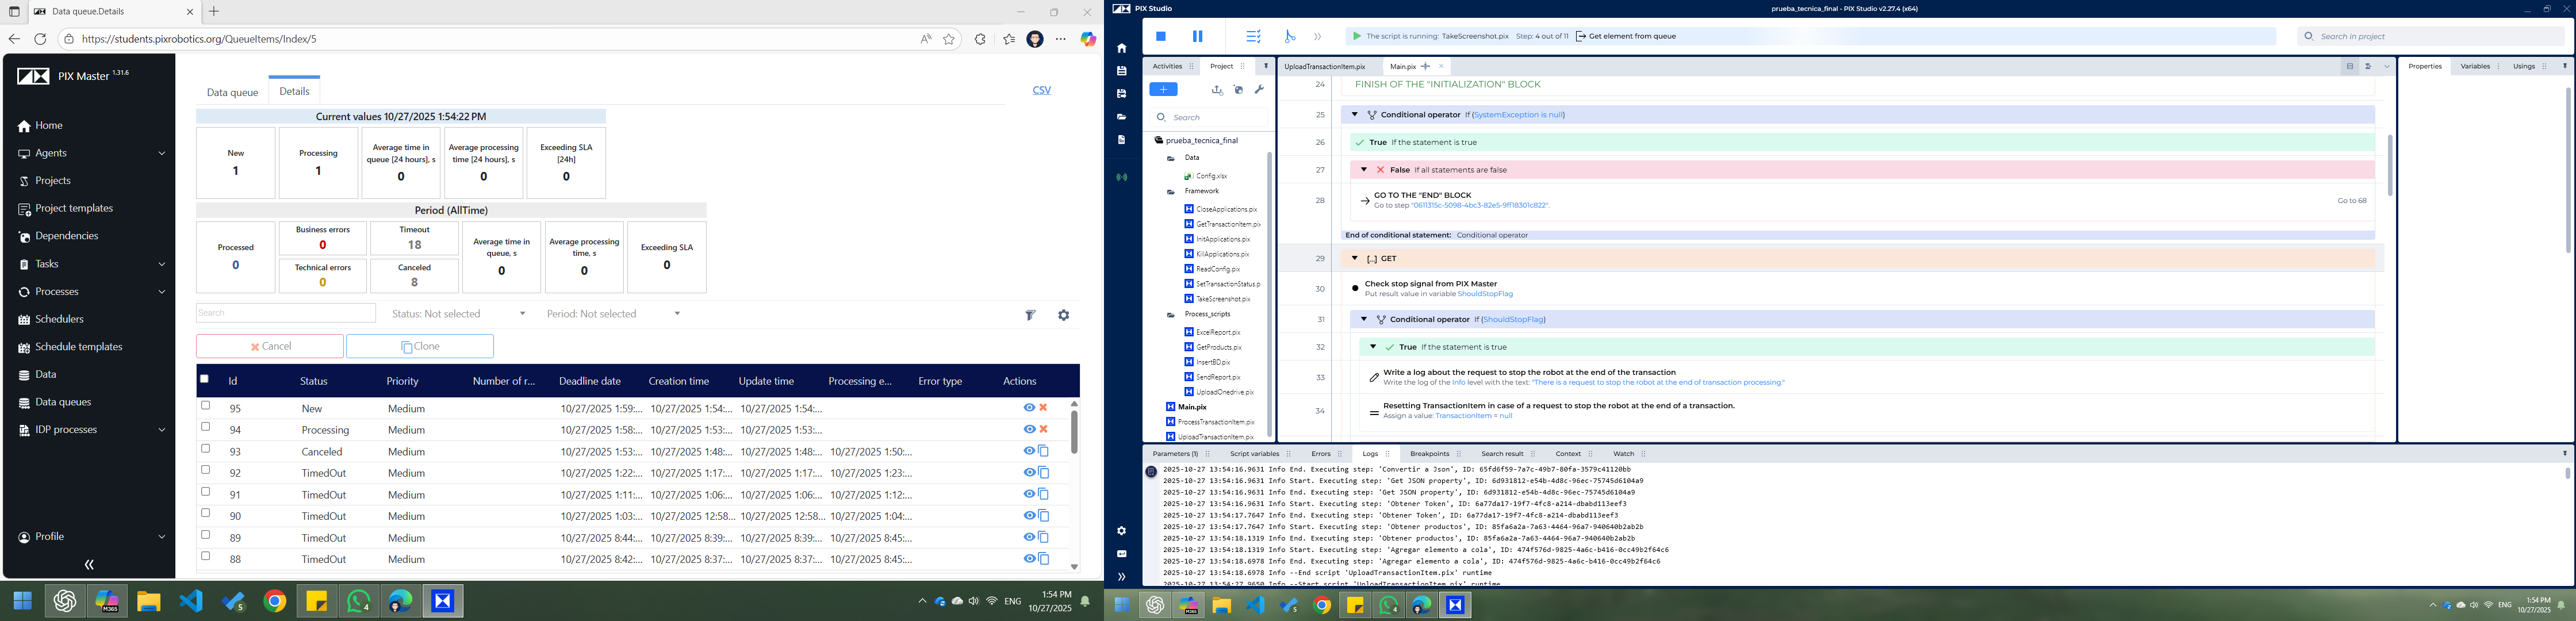 Data queue.Details
https://students.pixrobotics.org/QueueItems/Index/5
PIX Master 1.31.6
Home
Agents
Projects
Project templates
Dependencies
Tasks
Processes
Schedulers
Schedule templates
Data
Data queues
IDP processes
Profile
Data queue
Details
CSV
Current values 10/27/2025 1:54:22 PM
New
1
Processing
1
Average time in queue [24 hours], s
0
Average processing time [24 hours], s
0
Exceeding SLA [24h]
0
Period (AllTime)
Processed
0
Business errors
0
Technical errors
0
Timeout
18
Canceled
8
Average time in queue, s
0
Average processing time, s
0
Exceeding SLA
0
Search
Status: Not selected
Period: Not selected
Cancel
Clone
Id Status Priority Number of r... Deadline date Creation time Update time Processing e... Error type Actions
95 New Medium 10/27/2025 1:59:... 10/27/2025 1:54:... 10/27/2025 1:54:...
94 Processing Medium 10/27/2025 1:58:... 10/27/2025 1:53:... 10/27/2025 1:53:...
93 Canceled Medium 10/27/2025 1:53:... 10/27/2025 1:48:... 10/27/2025 1:48:... 10/27/2025 1:50:...
92 TimedOut Medium 10/27/2025 1:22:... 10/27/2025 1:17:... 10/27/2025 1:17:... 10/27/2025 1:23:...
91 TimedOut Medium 10/27/2025 1:11:... 10/27/2025 1:06:... 10/27/2025 1:06:... 10/27/2025 1:12:...
90 TimedOut Medium 10/27/2025 1:03:... 10/27/2025 12:58... 10/27/2025 12:58... 10/27/2025 1:04:...
89 TimedOut Medium 10/27/2025 8:44:... 10/27/2025 8:39:... 10/27/2025 8:39:... 10/27/2025 8:45:...
88 TimedOut Medium 10/27/2025 8:42:... 10/27/2025 8:37:... 10/27/2025 8:37:... 10/27/2025 8:45:...
M365
5
4
ENG
1:54 PM
10/27/2025
PIX Studio
prueba_tecnica_final - PIX Studio v2.27.4 (x64)
The script is running: TakeScreenshot.pix Step: 4 out of 11 Get element from queue
Search in project
Activities
Project
Search
prueba_tecnica_final
Data
Config.xlsx
Framework
CloseApplications.pix
GetTransactionItem.pix
InitApplications.pix
KillApplications.pix
ReadConfig.pix
SetTransactionStatus.p
TakeScreenshot.pix
Process_scripts
ExcelReport.pix
GetProducts.pix
InsertBD.pix
SendReport.pix
UploadOnedrive.pix
Main.pix
ProcessTransactionItem.pix
UploadTransactionItem.pix
UploadTransactionItem.pix
Main.pix
24 FINISH OF THE "INITIALIZATION" BLOCK
25 Conditional operator If (SystemException is null)
26 True If the statement is true
27 False If all statements are false
28 GO TO THE "END" BLOCK
Go to step "0611315c-5098-4bc3-82e5-9ff18301c822".
Go to 68
End of conditional statement: Conditional operator
29 [...] GET
30 Check stop signal from PIX Master
Put result value in variable ShouldStopFlag
31 Conditional operator If (ShouldStopFlag)
32 True If the statement is true
33 Write a log about the request to stop the robot at the end of the transaction
Write the log of the Info level with the text: "There is a request to stop the robot at the end of transaction processing."
34 Resetting TransactionItem in case of a request to stop the robot at the end of a transaction.
Assign a value: TransactionItem = null
Properties
Variables
Usings
Parameters (1)
Script variables
Errors
Logs
Breakpoints
Search result
Context
Watch
2025-10-27 13:54:16.9631 Info End. Executing step: 'Convertir a Json', ID: 65fd6f59-7a7c-49b7-80fa-3579c41120bb
2025-10-27 13:54:16.9631 Info Start. Executing step: 'Get JSON property', ID: 6d931812-e54b-4d8c-96ec-75745d6104a9
2025-10-27 13:54:16.9631 Info End. Executing step: 'Get JSON property', ID: 6d931812-e54b-4d8c-96ec-75745d6104a9
2025-10-27 13:54:16.9631 Info Start. Executing step: 'Obtener Token', ID: 6a77da17-19f7-4fc8-a214-dbabd113eef3
2025-10-27 13:54:17.7647 Info End. Executing step: 'Obtener Token', ID: 6a77da17-19f7-4fc8-a214-dbabd113eef3
2025-10-27 13:54:17.7647 Info Start. Executing step: 'Obtener productos', ID: 85fa6a2a-7a63-4464-96a7-940640b2ab2b
2025-10-27 13:54:18.1319 Info End. Executing step: 'Obtener productos', ID: 85fa6a2a-7a63-4464-96a7-940640b2ab2b
2025-10-27 13:54:18.1319 Info Start. Executing step: 'Agregar elemento a cola', ID: 474f576d-9825-4a6c-b416-0cc49b2f64c6
2025-10-27 13:54:18.6978 Info End. Executing step: 'Agregar elemento a cola', ID: 474f576d-9825-4a6c-b416-0cc49b2f64c6
2025-10-27 13:54:18.6978 Info --End script 'UploadTransactionItem.pix' runtime
2025-10-27 13:54:27.9650 Info --Start script 'UploadTransactionItem.pix' runtime
M365
5
4
ENG
1:54 PM
10/27/2025